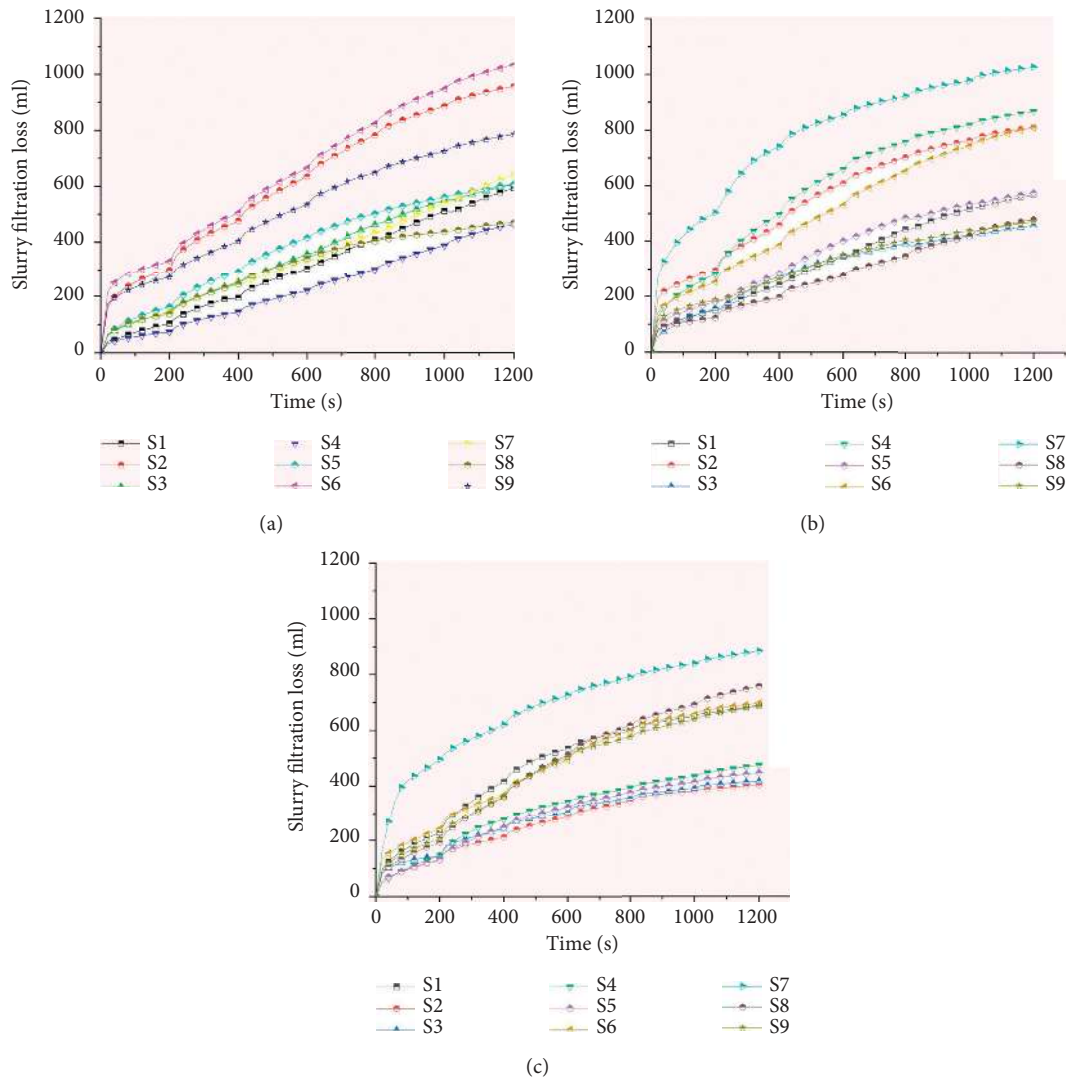 1200
1000
800
600
400
200
0
Slurry filtration loss (ml)
0 200 400 600 800 1000 1200
Time (s)
S1 S4 S7
S2 S5 S8
S3 S6 S9
(a)
1200
1000
800
600
400
200
0
Slurry filtration loss (ml)
0 200 400 600 800 1000 1200
Time (s)
S1 S4 S7
S2 S5 S8
S3 S6 S9
(b)
1200
1000
800
600
400
200
0
Slurry filtration loss (ml)
0 200 400 600 800 1000 1200
Time (s)
S1 S4 S7
S2 S5 S8
S3 S6 S9
(c)